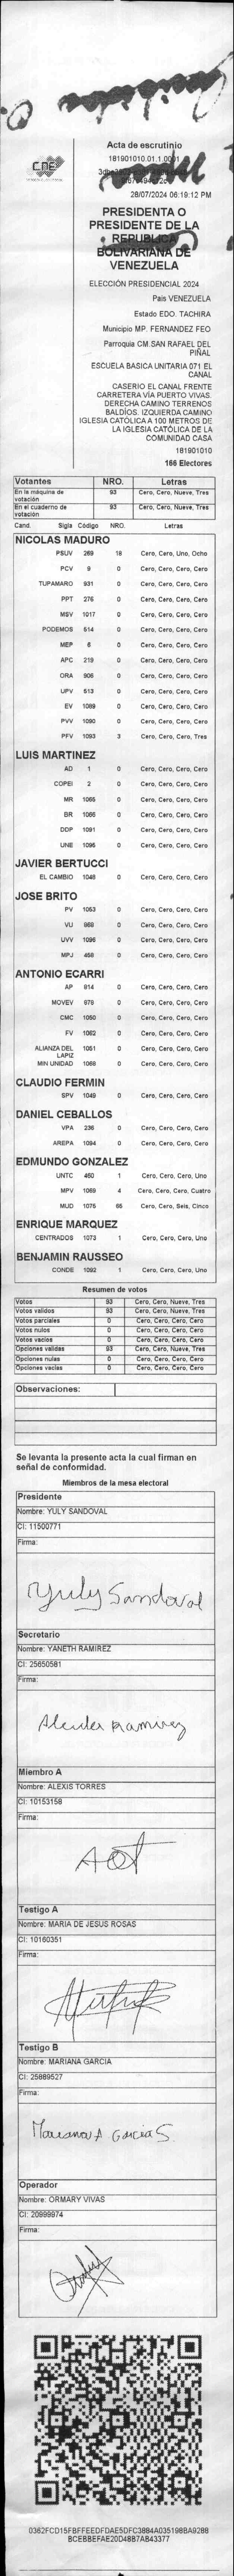 CNE
Acta de escrutinio
181901010.01.1.0001
28/07/2024 06:19:12 PM
PRESIDENTA O
PRESIDENTE DE LA
REPUBLICA
BOLIVARIANA DE
VENEZUELA
ELECCIÓN PRESIDENCIAL 2024
País VENEZUELA
Estado EDO. TACHIRA
Municipio MP. FERNANDEZ FEO
Parroquia CM.SAN RAFAEL DEL
PIÑAL
ESCUELA BASICA UNITARIA 071 EL
CANAL
CASERIO EL CANAL FRENTE
CARRETERA VÍA PUERTO VIVAS.
DERECHA CAMINO TERRENOS
BALDÍOS. IZQUIERDA CAMINO
IGLESIA CATÓLICA A 100 METROS DE
LA IGLESIA CATÓLICA DE LA
COMUNIDAD CASA
181901010
166 Electores
Votantes NRO. Letras
En la máquina de votación 93 Cero, Cero, Nueve, Tres
En el cuaderno de votación 93 Cero, Cero, Nueve, Tres
Cand. Sigla Código NRO. Letras
NICOLAS MADURO
PSUV 269 18 Cero, Cero, Uno, Ocho
PCV 9 0 Cero, Cero, Cero, Cero
TUPAMARO 931 0 Cero, Cero, Cero, Cero
PPT 276 0 Cero, Cero, Cero, Cero
MSV 1017 0 Cero, Cero, Cero, Cero
PODEMOS 514 0 Cero, Cero, Cero, Cero
MEP 6 0 Cero, Cero, Cero, Cero
APC 219 0 Cero, Cero, Cero, Cero
ORA 906 0 Cero, Cero, Cero, Cero
UPV 513 0 Cero, Cero, Cero, Cero
EV 1089 0 Cero, Cero, Cero, Cero
PVV 1090 0 Cero, Cero, Cero, Cero
PFV 1093 3 Cero, Cero, Cero, Tres
LUIS MARTINEZ
AD 1 0 Cero, Cero, Cero, Cero
COPEI 2 0 Cero, Cero, Cero, Cero
MR 1065 0 Cero, Cero, Cero, Cero
BR 1066 0 Cero, Cero, Cero, Cero
DDP 1091 0 Cero, Cero, Cero, Cero
UNE 1095 0 Cero, Cero, Cero, Cero
JAVIER BERTUCCI
EL CAMBIO 1048 0 Cero, Cero, Cero, Cero
JOSE BRITO
PV 1053 0 Cero, Cero, Cero, Cero
VU 868 0 Cero, Cero, Cero, Cero
UVV 1096 0 Cero, Cero, Cero, Cero
MPJ 458 0 Cero, Cero, Cero, Cero
ANTONIO ECARRI
AP 914 0 Cero, Cero, Cero, Cero
MOVEV 979 0 Cero, Cero, Cero, Cero
CMC 1050 0 Cero, Cero, Cero, Cero
FV 1062 0 Cero, Cero, Cero, Cero
ALIANZA DEL LAPIZ 1051 0 Cero, Cero, Cero, Cero
MIN UNIDAD 1068 0 Cero, Cero, Cero, Cero
CLAUDIO FERMIN
SPV 1049 0 Cero, Cero, Cero, Cero
DANIEL CEBALLOS
VPA 236 0 Cero, Cero, Cero, Cero
AREPA 1094 0 Cero, Cero, Cero, Cero
EDMUNDO GONZALEZ
UNTC 460 1 Cero, Cero, Cero, Uno
MPV 1069 4 Cero, Cero, Cero, Cuatro
MUD 1075 65 Cero, Cero, Seis, Cinco
ENRIQUE MARQUEZ
CENTRADOS 1073 1 Cero, Cero, Cero, Uno
BENJAMIN RAUSSEO
CONDE 1092 1 Cero, Cero, Cero, Uno
Resumen de votos
Votos 93 Cero, Cero, Nueve, Tres
Votos validos 93 Cero, Cero, Nueve, Tres
Votos parciales 0 Cero, Cero, Cero, Cero
Votos nulos 0 Cero, Cero, Cero, Cero
Votos vacíos 0 Cero, Cero, Cero, Cero
Opciones validas 93 Cero, Cero, Nueve, Tres
Opciones nulas 0 Cero, Cero, Cero, Cero
Opciones vacías 0 Cero, Cero, Cero, Cero
Observaciones:
Se levanta la presente acta la cual firman en
señal de conformidad.
Miembros de la mesa electoral
Presidente
Nombre: YULY SANDOVAL
CI: 11500771
Firma:
Yuly Sandoval
Secretario
Nombre: YANETH RAMIREZ
CI: 25650581
Firma:
Ramirez
Miembro A
Nombre: ALEXIS TORRES
CI: 10153158
Firma:
Testigo A
Nombre: MARIA DE JESUS ROSAS
CI: 10160351
Firma:
Testigo B
Nombre: MARIANA GARCIA
CI: 25889527
Firma:
Mariana A Garcia S
Operador
Nombre: ORMARY VIVAS
CI: 20999974
Firma:
0362FCD15FBFFEEDFDAE5DFC3884A035198BA9288
BCEBBEFAE20D4887AB43377